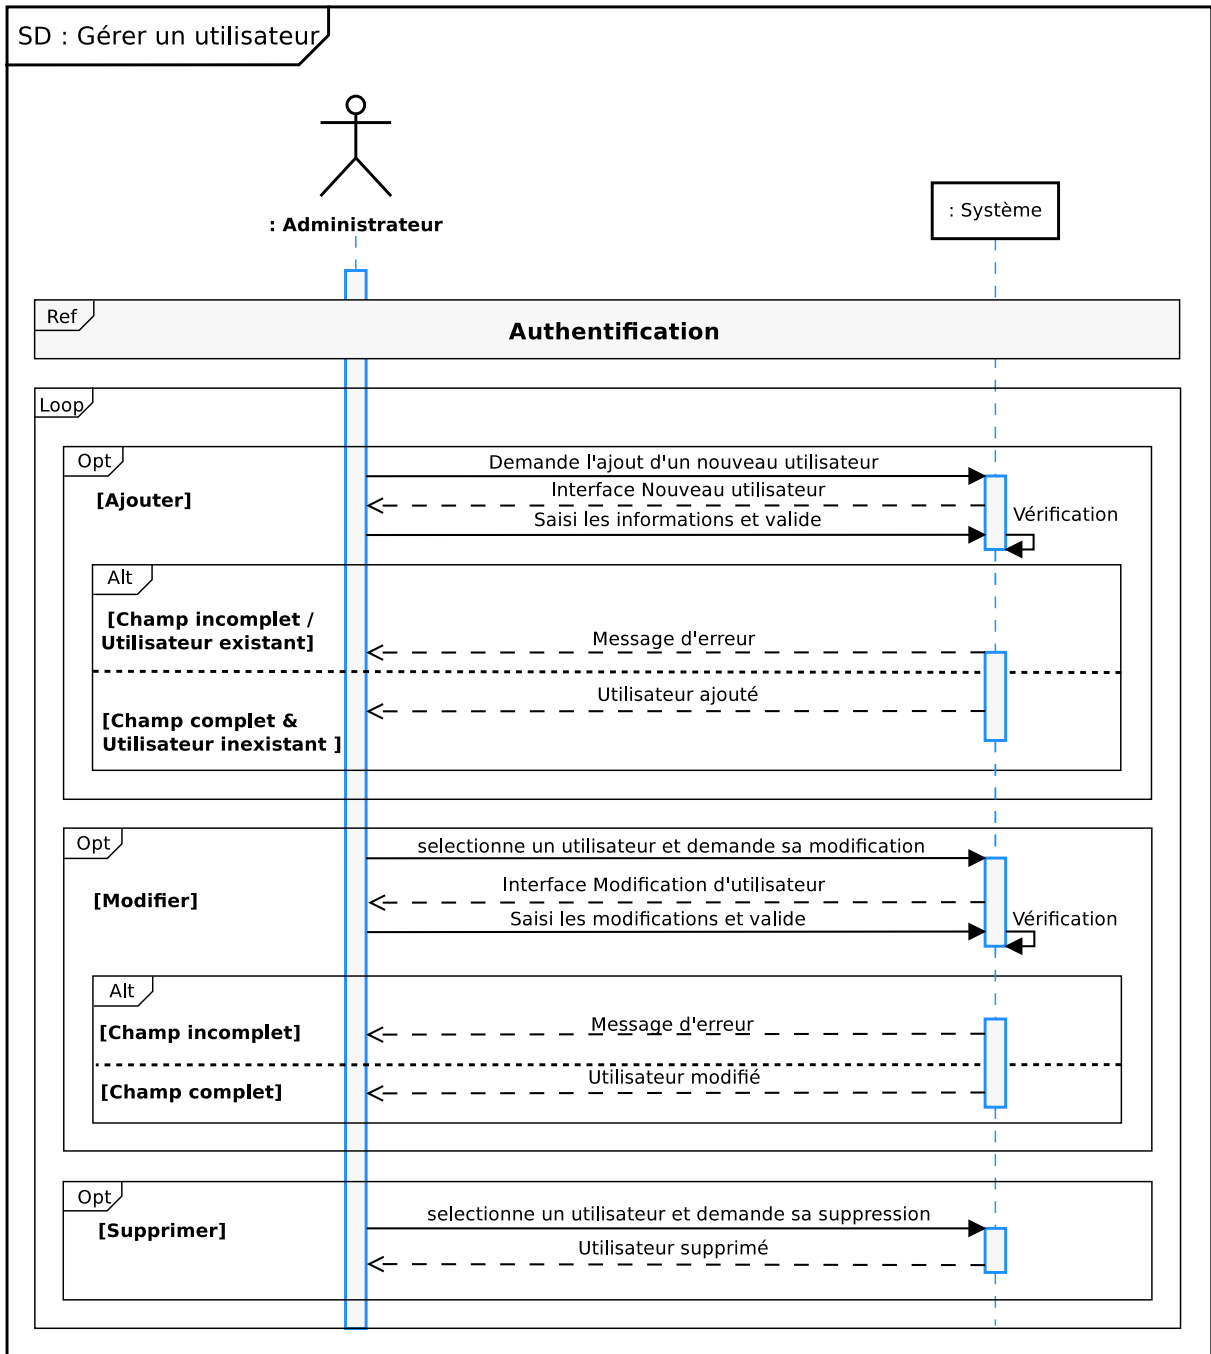 SD : Gérer un utilisateur
: Administrateur
: Système
Ref
Authentification
Loop
Opt
Demande l'ajout d'un nouveau utilisateur
[Ajouter]
Interface Nouveau utilisateur
Saisi les informations et valide
Vérification
Alt
[Champ incomplet /
Utilisateur existant]
Message d'erreur
Utilisateur ajouté
[Champ complet &
Utilisateur inexistant ]
Opt
selectionne un utilisateur et demande sa modification
Interface Modification d'utilisateur
[Modifier]
Saisi les modifications et valide
Vérification
Alt
Message d'erreur
[Champ incomplet]
Utilisateur modifié
[Champ complet]
Opt
selectionne un utilisateur et demande sa suppression
[Supprimer]
Utilisateur supprimé